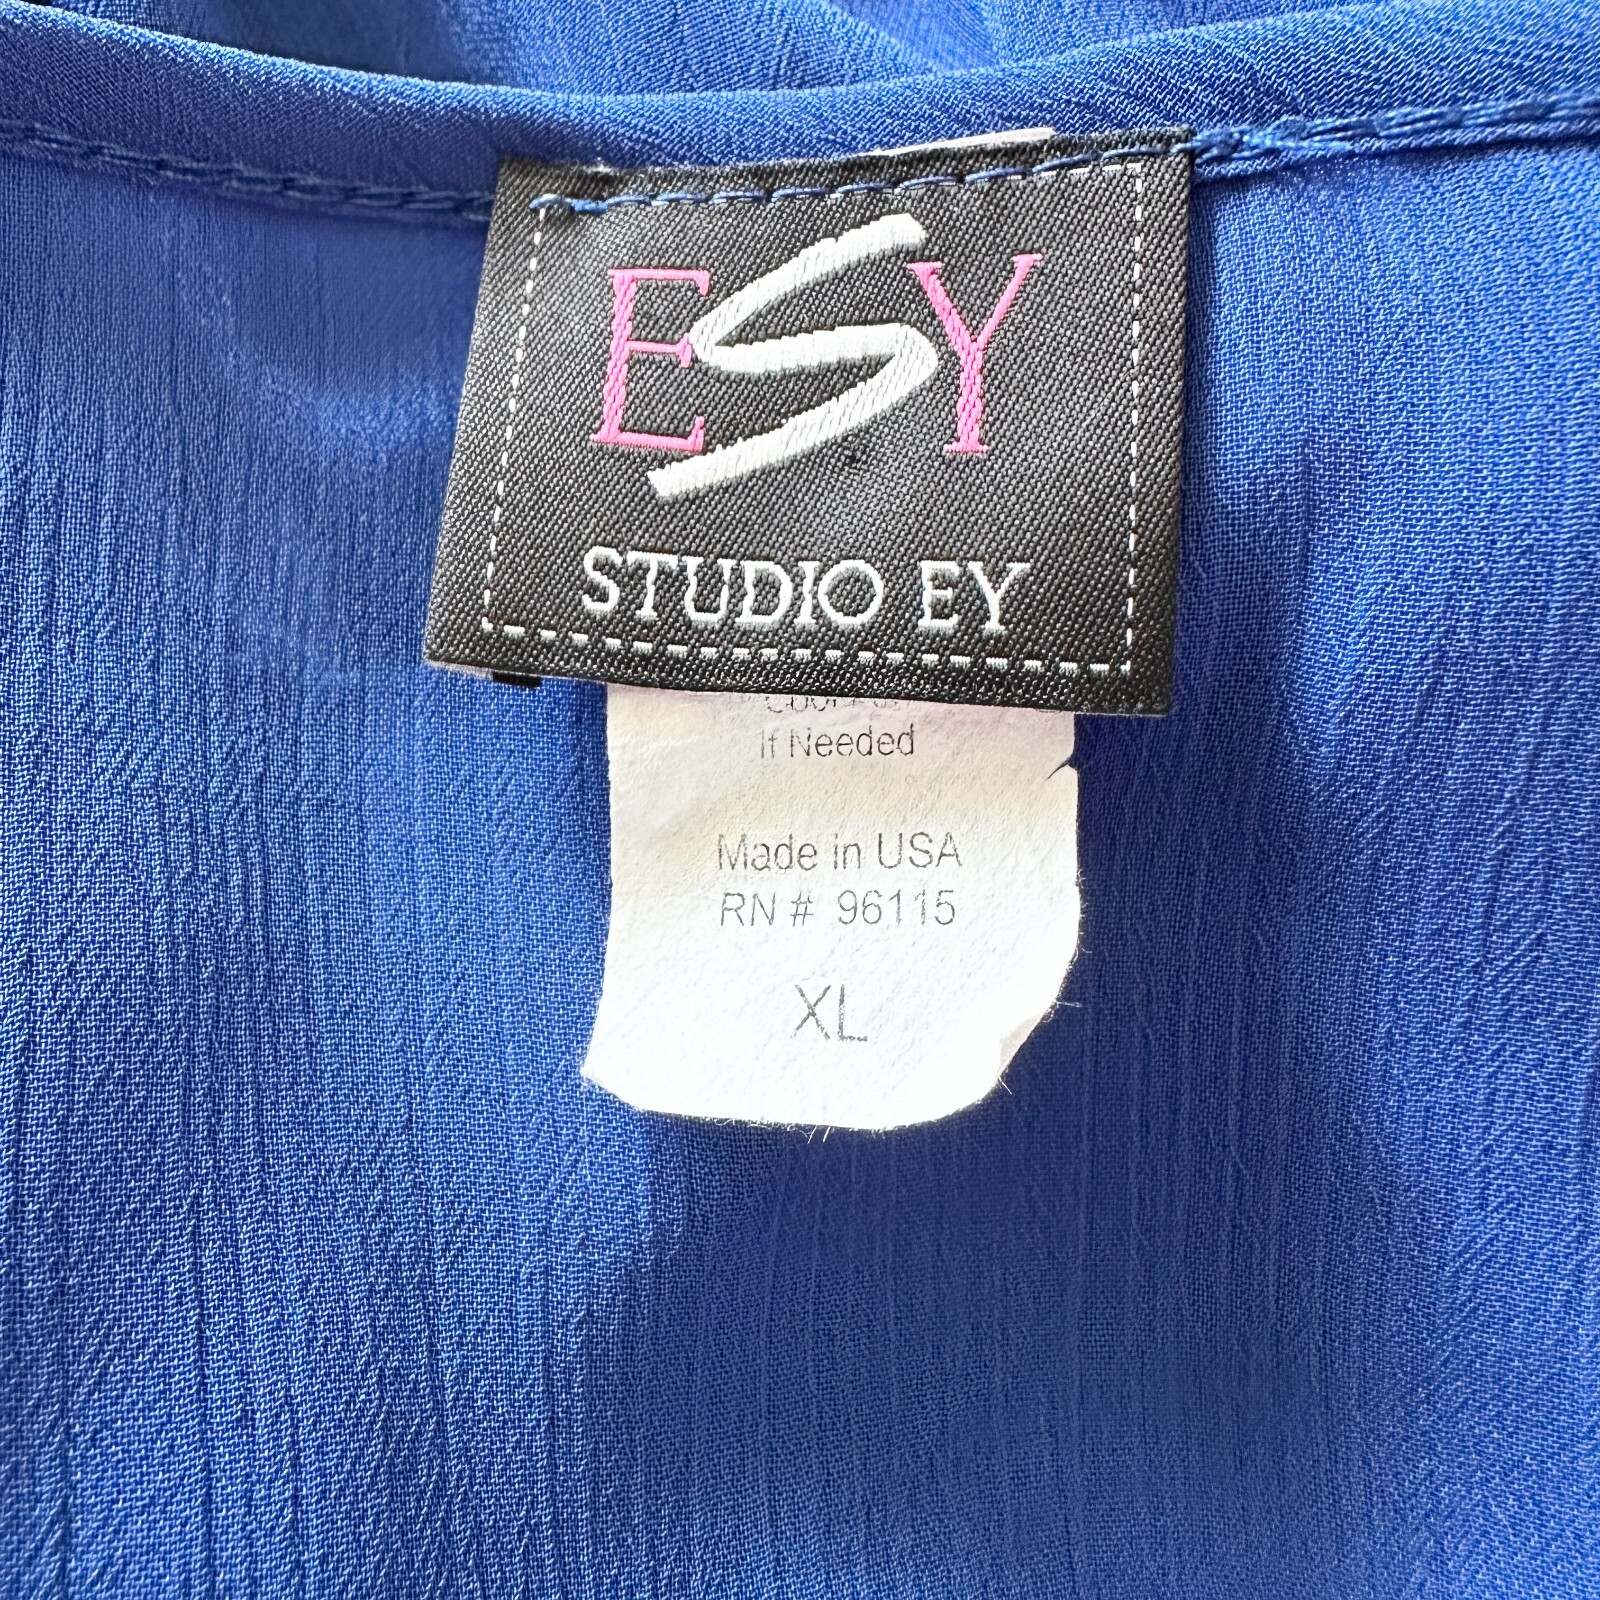 ESY
STUDIO EY
If Needed
Made in USA
RN # 96115
XL